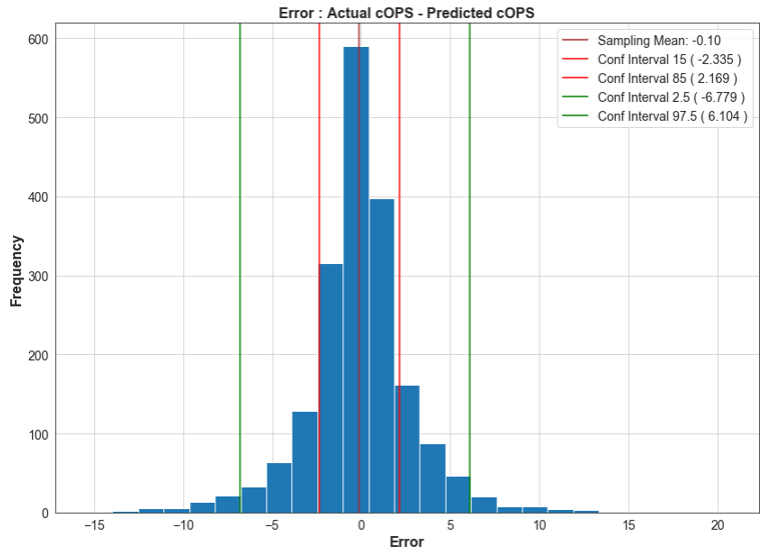 Error : Actual cOPS - Predicted cOPS
Sampling Mean: -0.10
Conf Interval 15 ( -2.335 )
Conf Interval 85 ( 2.169 )
Conf Interval 2.5 ( -6.779 )
Conf Interval 97.5 ( 6.104 )
600
500
400
300
200
100
0
Frequency
−15 −10 −5 0 5 10 15 20
Error